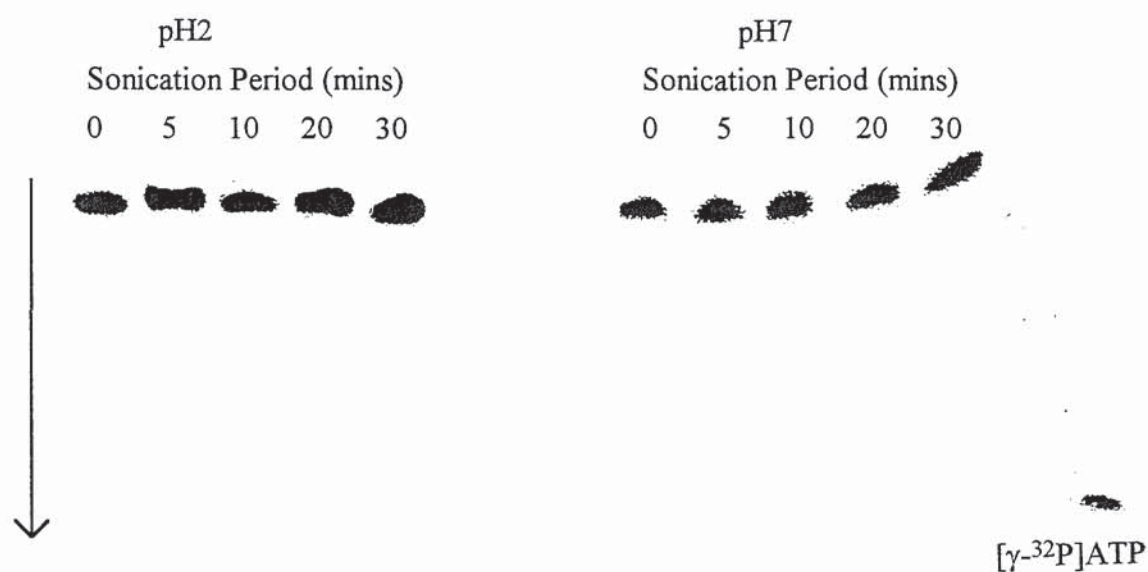 pH2
Sonication Period (mins)
0 5 10 20 30
pH7
Sonication Period (mins)
0 5 10 20 30
[γ-³²P]ATP